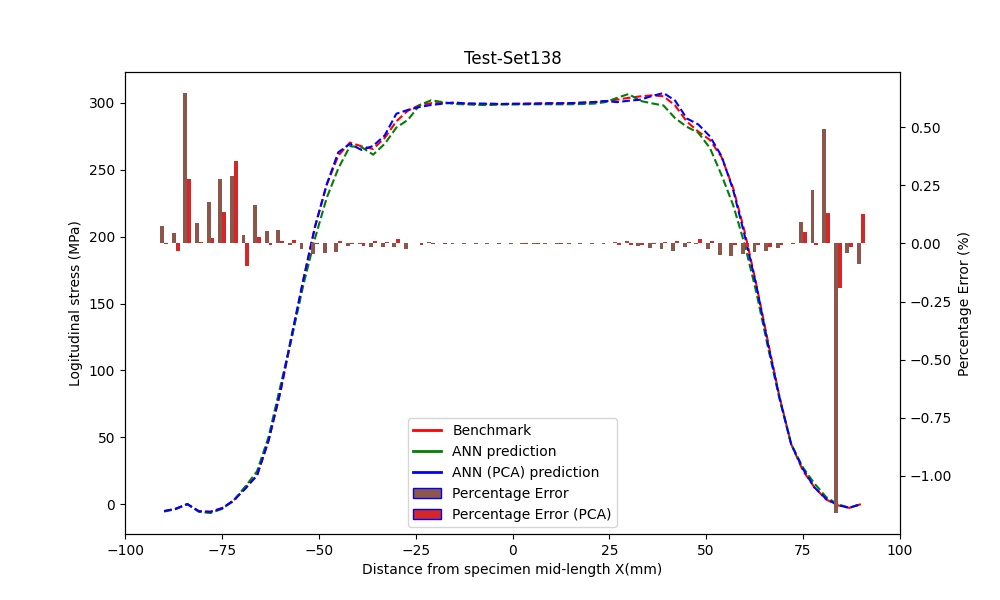 Test-Set138
300
250
200
150
100
50
0
Logitudinal stress (MPa)
0.50
0.25
0.00
−0.25
−0.50
−0.75
−1.00
Percentage Error (%)
Benchmark
ANN prediction
ANN (PCA) prediction
Percentage Error
Percentage Error (PCA)
−100 −75 −50 −25 0 25 50 75 100
Distance from specimen mid-length X(mm)